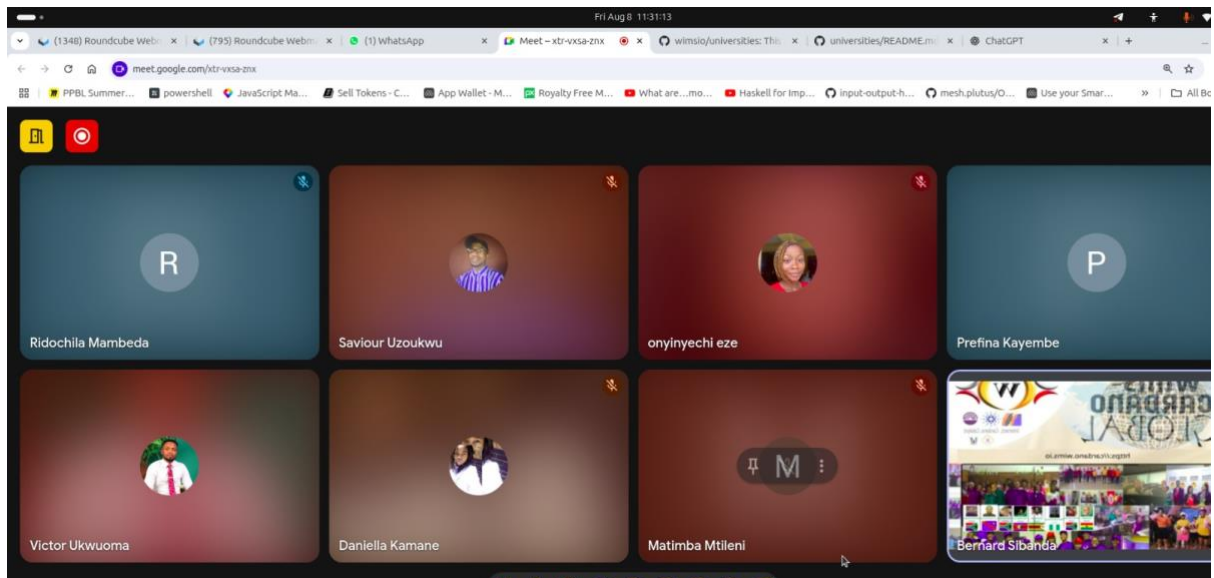 Fri Aug 8 11:31:13
(1348) Roundcube Webm
(795) Roundcube Webm
(1) WhatsApp
Meet – xtr-vxsa-znx
wimsio/universities: This
universities/README.m
ChatGPT
meet.google.com/xtr-vxsa-znx
PPBL Summer...
powershell
JavaScript Ma...
Sell Tokens - C...
App Wallet - M...
Royalty Free M...
What are...mo...
Haskell for Imp...
input-output-h...
mesh.plutus/O...
Use your Smar...
All Bo
R
Ridochila Mambeda
Saviour Uzoukwu
onyinyechi eze
P
Prefina Kayembe
Victor Ukwuoma
Daniella Kamane
M
Matimba Mtileni
CARDANO
GLOBAL
Bernard Sibanda